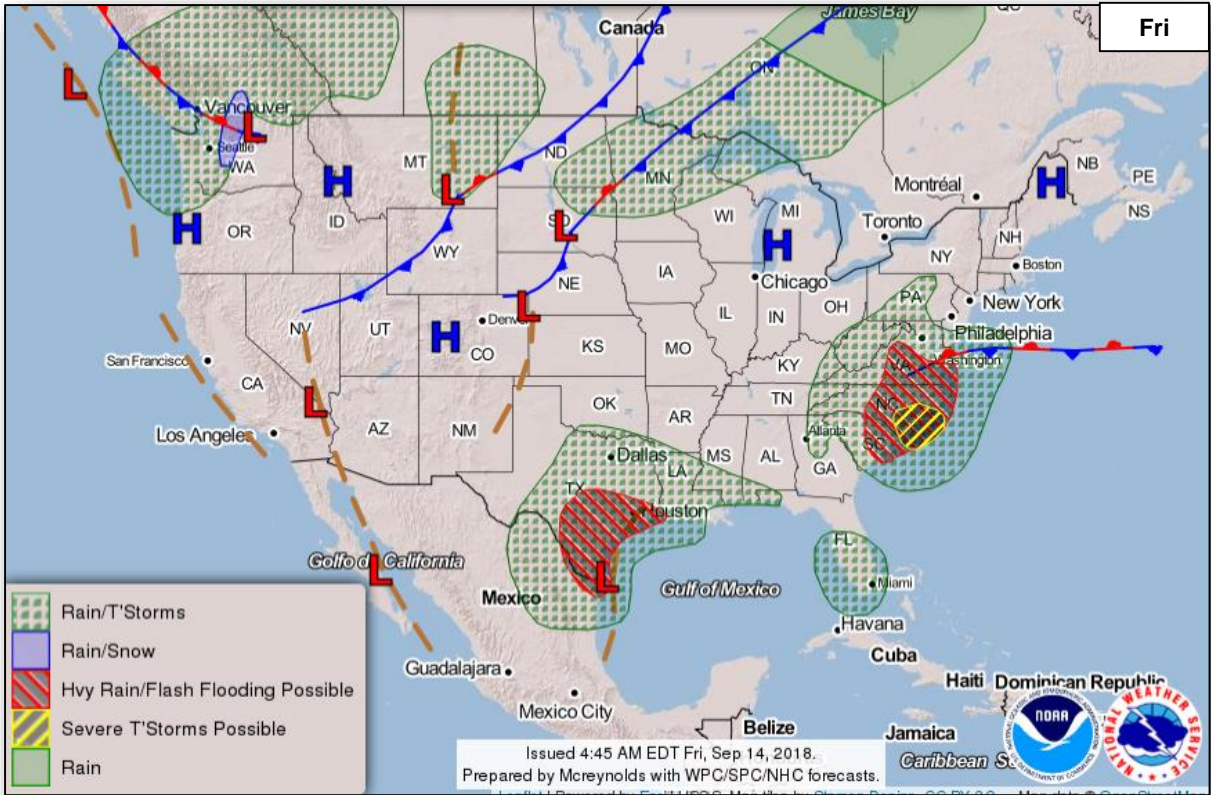 Fri
James Bay
QC
Canada
ON
Vancouver
Seattle
WA
MT
ND
MN
NB
PE
NS
Montréal
OR
ID
SD
WI
MI
Toronto
NH
Boston
WY
NY
IA
NE
Chicago
PA
New York
Philadelphia
NV
UT
Denver
CO
IL
IN
OH
Washington
San Francisco
CA
KS
MO
KY
VA
Los Angeles
AZ
NM
OK
AR
TN
NC
Atlanta
SC
Dallas
LA
MS
AL
GA
TX
Houston
FL
Miami
Golfo de California
Mexico
Gulf of Mexico
Havana
Cuba
Guadalajara
Mexico City
Haiti
Dominican Republic
Belize
Jamaica
Caribbean
L
L
H
H
L
L
H
H
L
H
L
L
L
Rain/T'Storms
Rain/Snow
Hvy Rain/Flash Flooding Possible
Severe T'Storms Possible
Rain
Issued 4:45 AM EDT Fri, Sep 14, 2018.
Prepared by Mcreynolds with WPC/SPC/NHC forecasts.
NOAA
NATIONAL WEATHER SERVICE